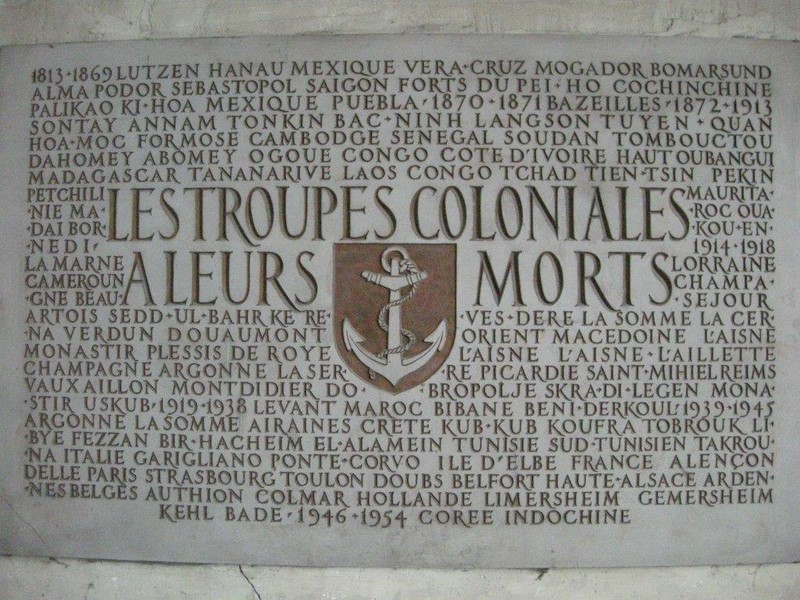 1813·1869 LUTZEN HANAU MEXIQUE VERA·CRUZ MOGADOR BOMARSUND
ALMA PODOR SEBASTOPOL SAIGON FORTS DU PEI·HO COCHINCHINE
PALIKAO KI·HOA MEXIQUE PUEBLA·1870·1871 BAZEILLES·1872·1913
SONTAY ANNAM TONKIN BAC·NINH LANGSON TUYEN·QUAN
HOA·MOC FORMOSE CAMBODGE SENEGAL SOUDAN TOMBOUCTOU
DAHOMEY ABOMEY OGOUE CONGO COTE D'IVOIRE HAUT OUBANGUI
MADAGASCAR TANANARIVE LAOS CONGO TCHAD TIEN·TSIN PEKIN
PETCHILI MAURITA·
·NIE MA· ·ROC OUA·
DAI BOR· ·KOU·EN·
·NEDI· 1914·1918
LES TROUPES COLONIALES
LA MARNE LORRAINE
CAMEROUN CHAMPA·
·GNE BEAU· ·SEJOUR
A LEURS MORTS
ARTOIS SEDD·UL·BAHR KE RE· ·VES·DERE LA SOMME LA CER·
·NA VERDUN DOUAUMONT ORIENT MACEDOINE L'AISNE
MONASTIR PLESSIS DE ROYE L'AISNE L'AISNE·L'AILLETTE
CHAMPAGNE ARGONNE LA SER· ·RE PICARDIE SAINT·MIHIEL REIMS
VAUXAILLON MONTDIDIER DO· ·BROPOLJE SKRA·DI·LEGEN MONA·
·STIR USKUB·1919·1938 LEVANT MAROC BIBANE BENI·DERKOUL·1939·1945
ARGONNE LA SOMME AIRAINES CRETE KUB·KUB KOUFRA TOBROUK LI·
·BYE FEZZAN BIR·HACHEIM EL·ALAMEIN TUNISIE SUD·TUNISIEN TAKROU·
·NA ITALIE GARIGLIANO PONTE·CORVO ILE D'ELBE FRANCE ALENÇON
DELLE PARIS STRASBOURG TOULON DOUBS BELFORT HAUTE·ALSACE ARDEN·
·NES BELGES AUTHION COLMAR HOLLANDE LIMERSHEIM GEMERSHEIM
KEHL BADE·1946·1954 COREE INDOCHINE